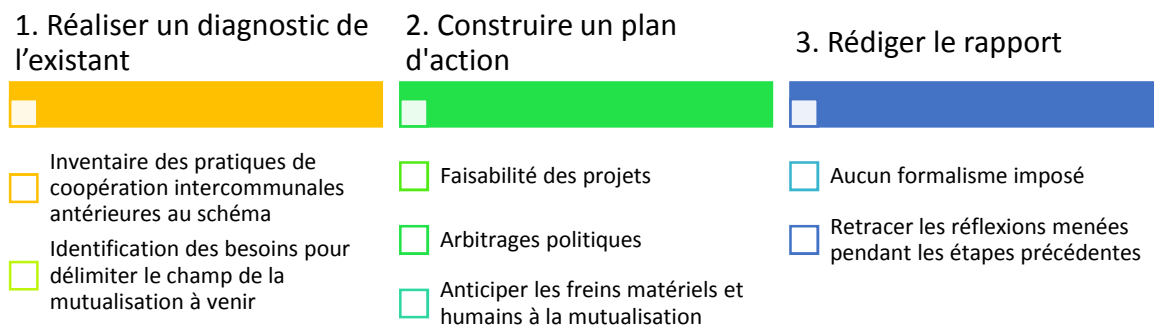 1. Réaliser un diagnostic de
l’existant
Inventaire des pratiques de
coopération intercommunales
antérieures au schéma
Identification des besoins pour
délimiter le champ de la
mutualisation à venir
2. Construire un plan
d'action
Faisabilité des projets
Arbitrages politiques
Anticiper les freins matériels et
humains à la mutualisation
3. Rédiger le rapport
Aucun formalisme imposé
Retracer les réflexions menées
pendant les étapes précédentes